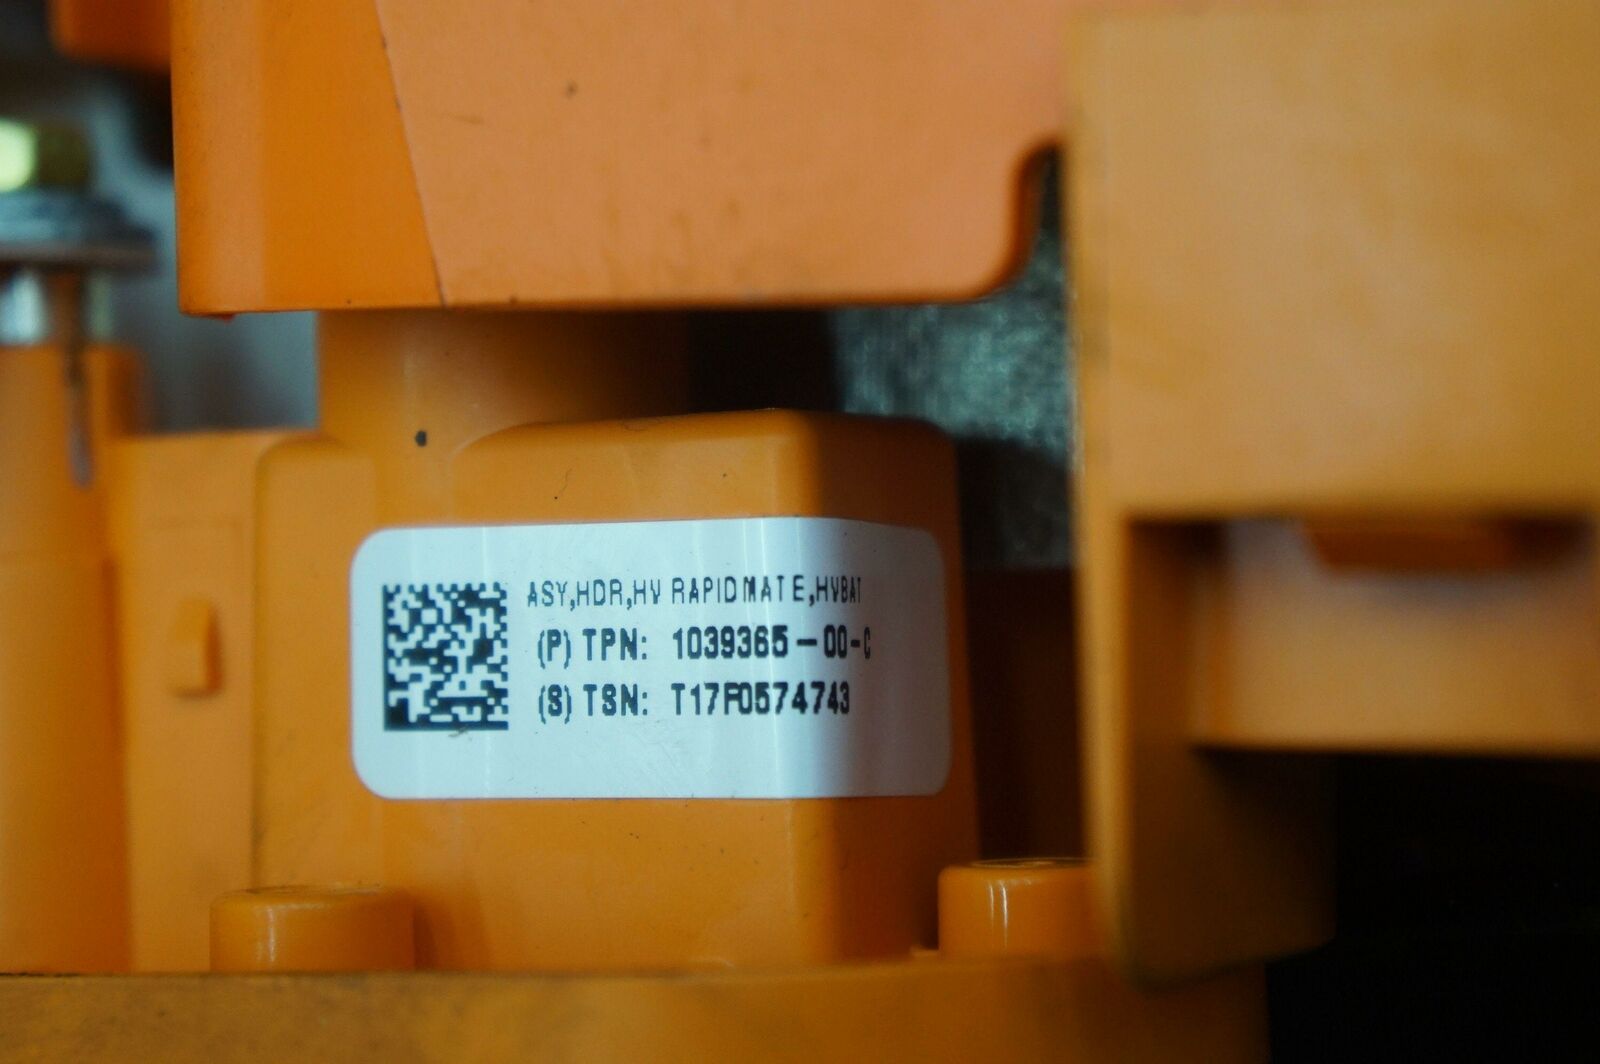 ASY,HDR,HV RAPIDMATE,HVBAT
(P) TPN: 1039365-00-C
(S) TSN: T17F0574743